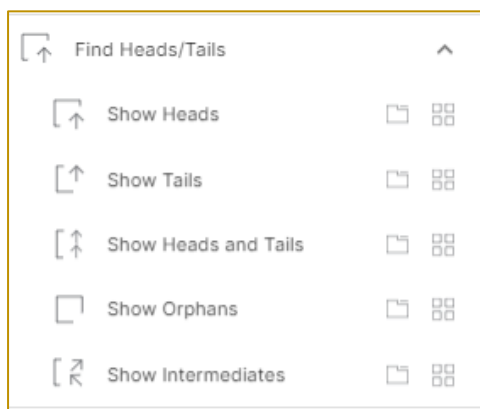 Find Heads/Tails
Show Heads
Show Tails
Show Heads and Tails
Show Orphans
Show Intermediates